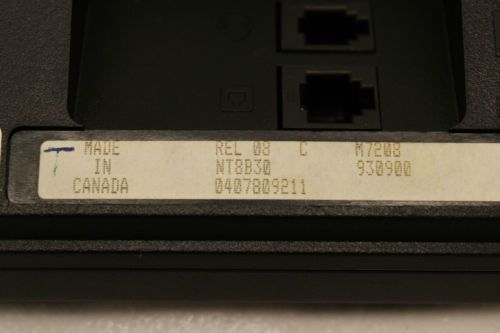 T MADE REL 08 C M7208
IN NT8B30 930900
CANADA 0407809211